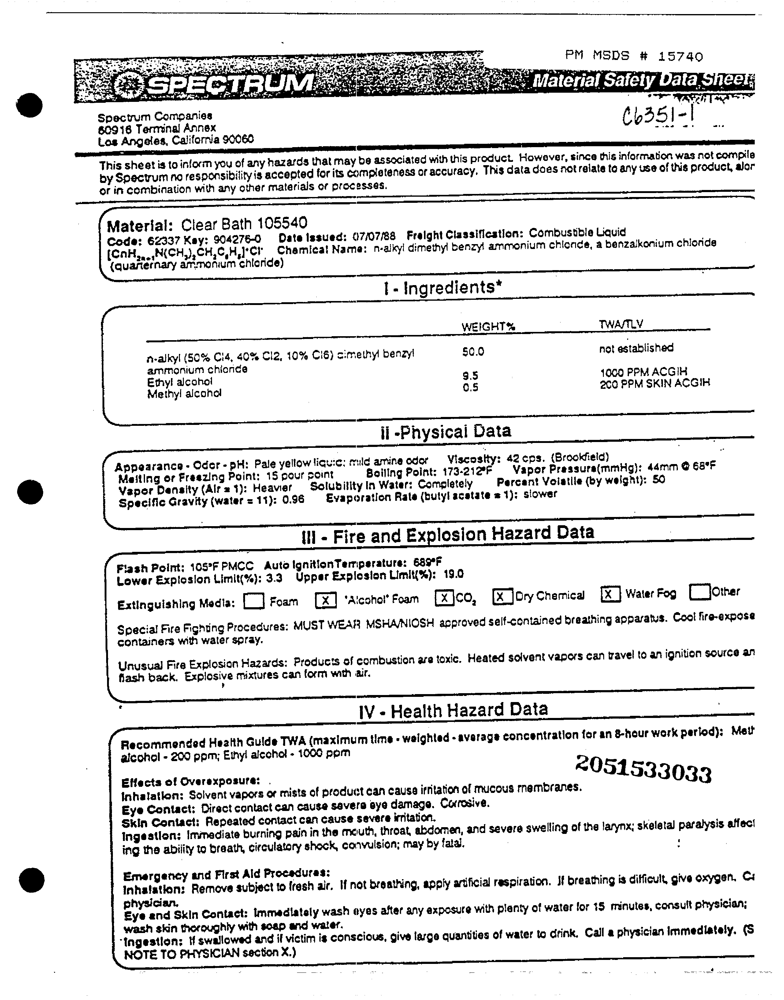 PM MSDS # 15740
SPECTRUM
Material Safety Data Sheet
C6351-1
Spectrum Companies
60916 Terminal Annex
Los Angeles, California 90060
This sheet is to inform you of any hazards that may be associated with this product. However, since this information was not compile
by Spectrum no responsibility is accepted for its completeness or accuracy. This data does not relate to any use of this product, alor
or in combination with any other materials or processes.
Material: Clear Bath 105540
Code: 62337 Key: 904276-0 Date Issued: 07/07/88 Freight Classification: Combustible Liquid
[CnH₂ₙ₊₁N(CH₃)₂CH₂C₆H₅]⁺Cl⁻ Chemical Name: n-alkyl dimethyl benzyl ammonium chloride, a benzalkonium chloride
(quarternary ammonium chloride)
I - Ingredients*
WEIGHT% TWA/TLV
n-alkyl (50% Cl4, 40% Cl2, 10% Cl6) dimethyl benzyl 50.0 not established
ammonium chloride
Ethyl alcohol 9.5 1000 PPM ACGIH
Methyl alcohol 0.5 200 PPM SKIN ACGIH
II -Physical Data
Appearance - Odor - pH: Pale yellow liquid; mild amine odor Viscosity: 42 cps. (Brookfield)
Melting or Freezing Point: 15 pour point Boiling Point: 173-212°F Vapor Pressure(mmHg): 44mm @ 68°F
Vapor Density (Air = 1): Heavier Solubility In Water: Completely Percent Volatile (by weight): 50
Specific Gravity (water = 11): 0.96 Evaporation Rate (butyl acetate = 1): slower
III - Fire and Explosion Hazard Data
Flash Point: 105°F PMCC Auto IgnitionTemperature: 689°F
Lower Explosion Limit(%): 3.3 Upper Explosion Limit(%): 19.0
Extinguishing Media: Foam X "Alcohol" Foam X CO₂ X Dry Chemical X Water Fog Other
Special Fire Fighting Procedures: MUST WEAR MSHA/NIOSH approved self-contained breathing apparatus. Cool fire-expose
containers with water spray.
Unusual Fire Explosion Hazards: Products of combustion are toxic. Heated solvent vapors can travel to an ignition source an
flash back. Explosive mixtures can form with air.
IV - Health Hazard Data
Recommended Health Guide TWA (maximum time - weighted - average concentration for an 8-hour work period): Meth
alcohol - 200 ppm; Ethyl alcohol - 1000 ppm
2051533033
Effects of Overexposure:
Inhalation: Solvent vapors or mists of product can cause irritation of mucous membranes.
Eye Contact: Direct contact can cause severe eye damage. Corrosive.
Skin Contact: Repeated contact can cause severe irritation.
Ingestion: Immediate burning pain in the mouth, throat, abdomen, and severe swelling of the larynx; skeletal paralysis affect
ing the ability to breath, circulatory shock, convulsion; may by fatal.
Emergency and First Aid Procedures:
Inhalation: Remove subject to fresh air. If not breathing, apply artificial respiration. If breathing is difficult, give oxygen. Ca
physician.
Eye and Skin Contact: Immediately wash eyes after any exposure with plenty of water for 15 minutes, consult physician;
wash skin thoroughly with soap and water.
Ingestion: If swallowed and if victim is conscious, give large quantities of water to drink. Call a physician immediately. (S
NOTE TO PHYSICIAN section X.)